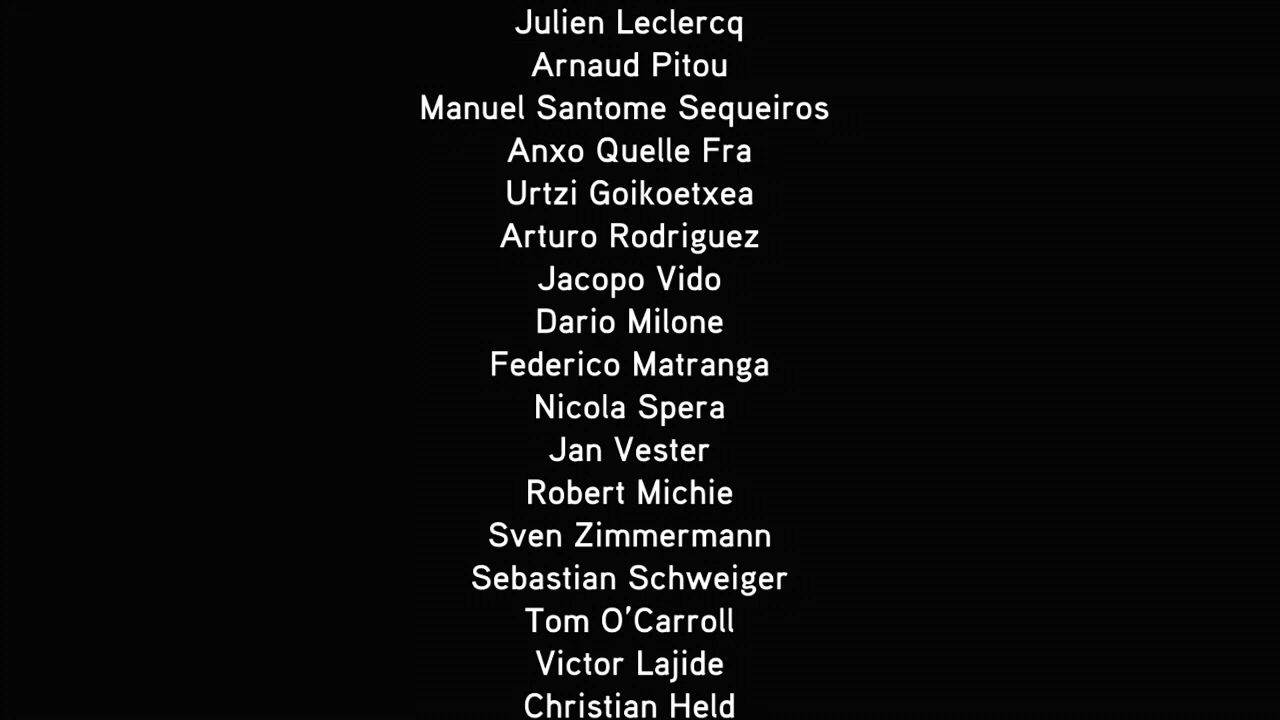 Julien Leclercq
Arnaud Pitou
Manuel Santome Sequeiros
Anxo Quelle Fra
Urtzi Goikoetxea
Arturo Rodriguez
Jacopo Vido
Dario Milone
Federico Matranga
Nicola Spera
Jan Vester
Robert Michie
Sven Zimmermann
Sebastian Schweiger
Tom O’Carroll
Victor Lajide
Christian Held